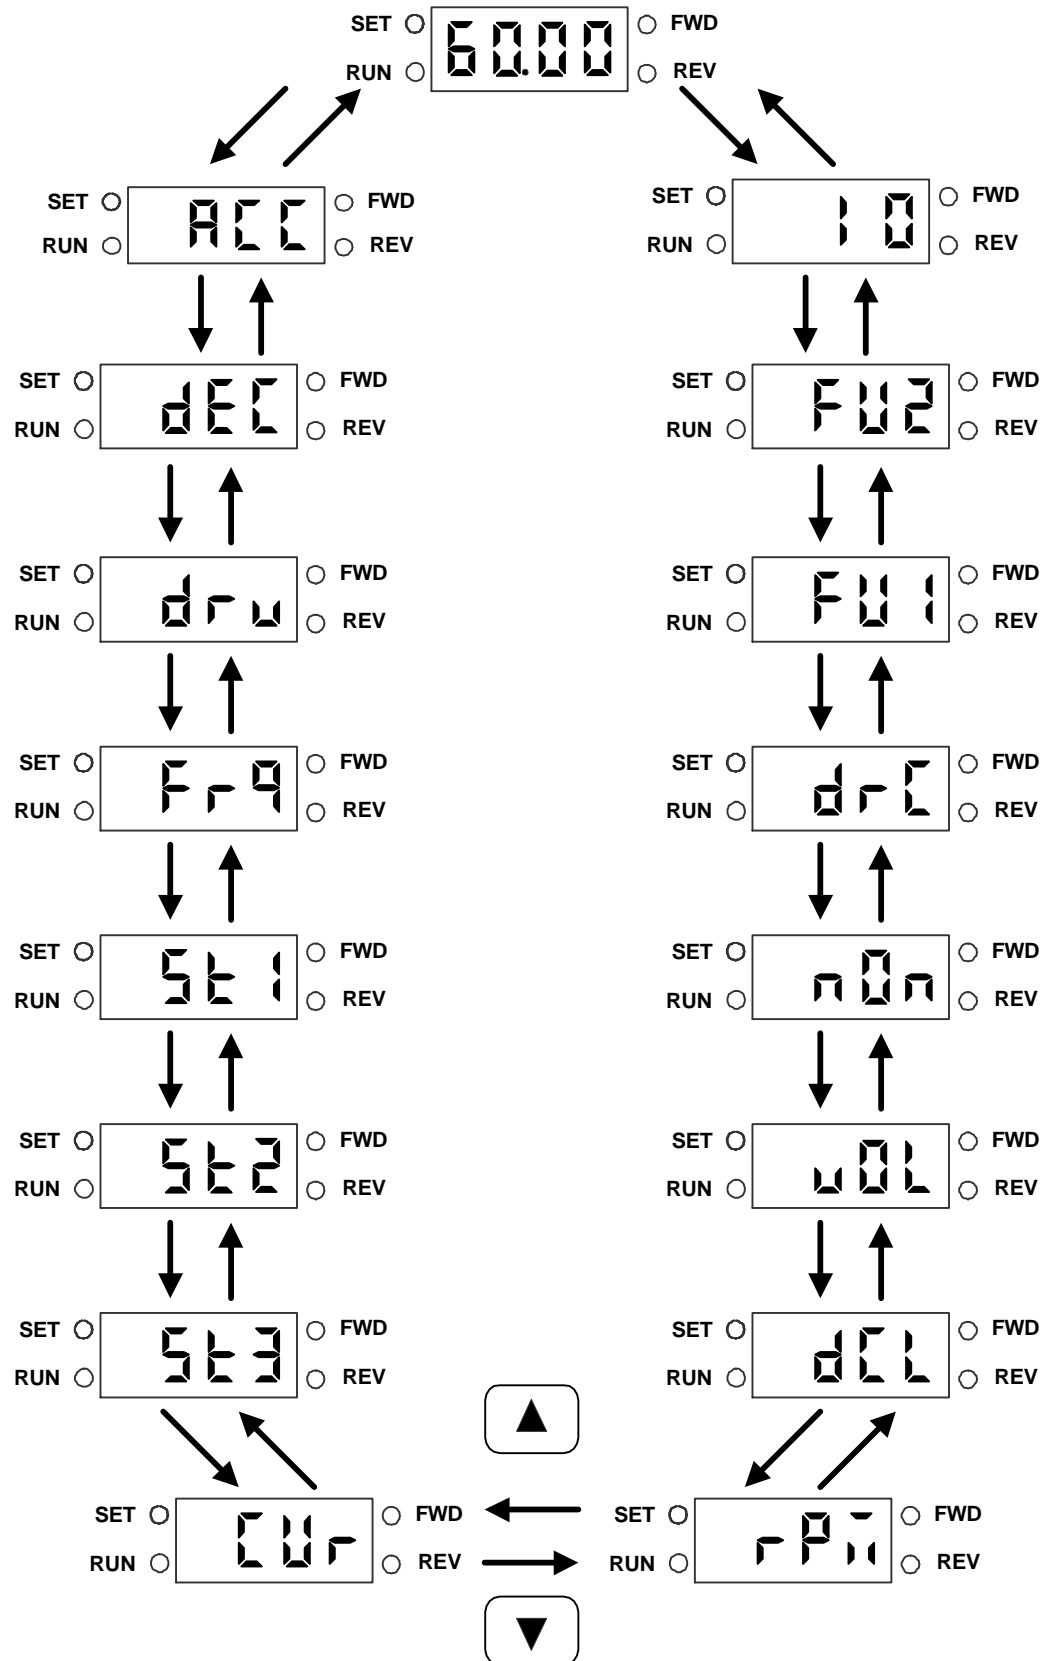 SET 60.00 FWD
RUN REV
SET ACC FWD
RUN REV
SET I O FWD
RUN REV
SET dEC FWD
RUN REV
SET FU2 FWD
RUN REV
SET drv FWD
RUN REV
SET FU1 FWD
RUN REV
SET Frq FWD
RUN REV
SET drC FWD
RUN REV
SET St1 FWD
RUN REV
SET nOn FWD
RUN REV
SET St2 FWD
RUN REV
SET vOL FWD
RUN REV
SET St3 FWD
RUN REV
SET dCL FWD
RUN REV
SET CUr FWD
RUN REV
SET rPM FWD
RUN REV